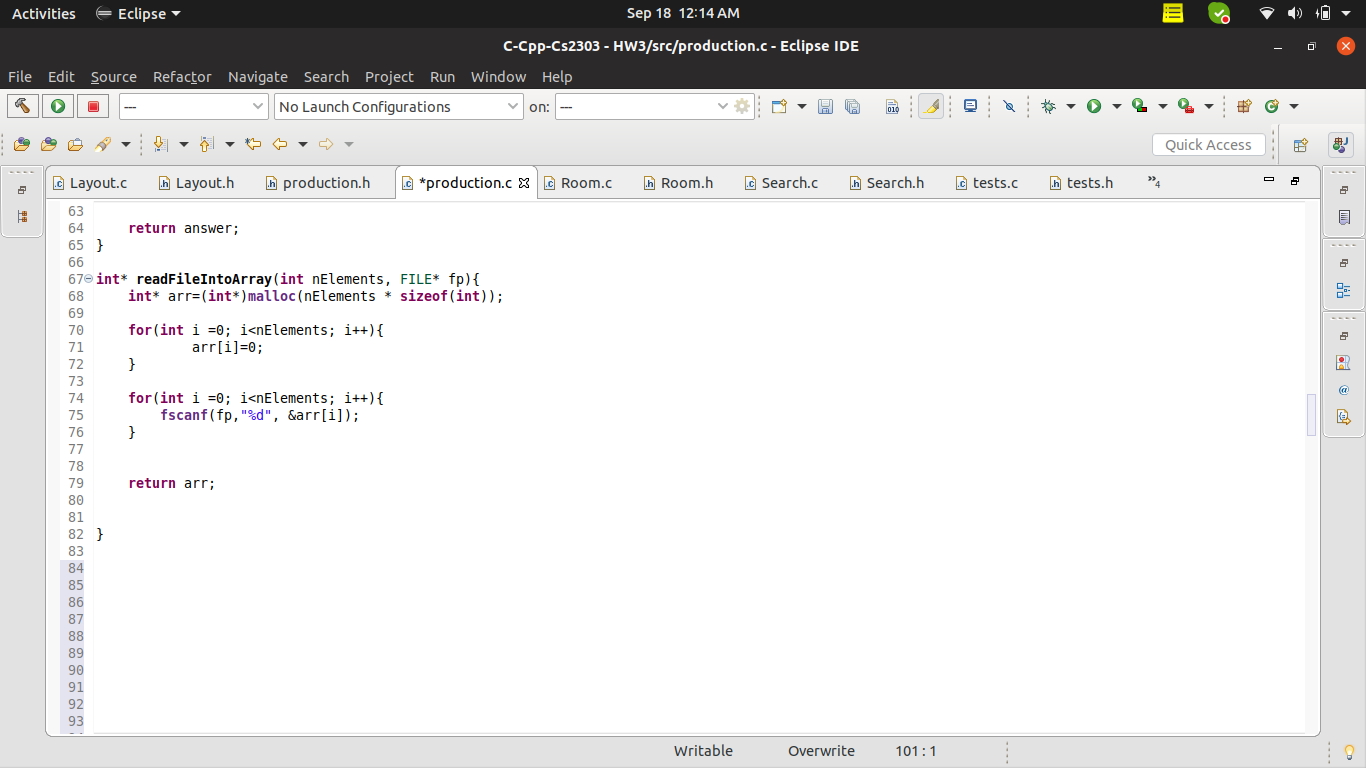 Activities Eclipse Sep 18 12:14 AM
C-Cpp-Cs2303 - HW3/src/production.c - Eclipse IDE
File Edit Source Refactor Navigate Search Project Run Window Help
--- No Launch Configurations on: ---
010
Quick Access
Layout.c Layout.h production.h *production.c Room.c Room.h Search.c Search.h tests.c tests.h »4
63
64 return answer;
65 }
66
67 int* readFileIntoArray(int nElements, FILE* fp){
68 int* arr=(int*)malloc(nElements * sizeof(int));
69
70 for(int i =0; i<nElements; i++){
71 arr[i]=0;
72 }
73
74 for(int i =0; i<nElements; i++){
75 fscanf(fp,"%d", &arr[i]);
76 }
77
78
79 return arr;
80
81
82 }
83
84
85
86
87
88
89
90
91
92
93
Writable Overwrite 101 : 1